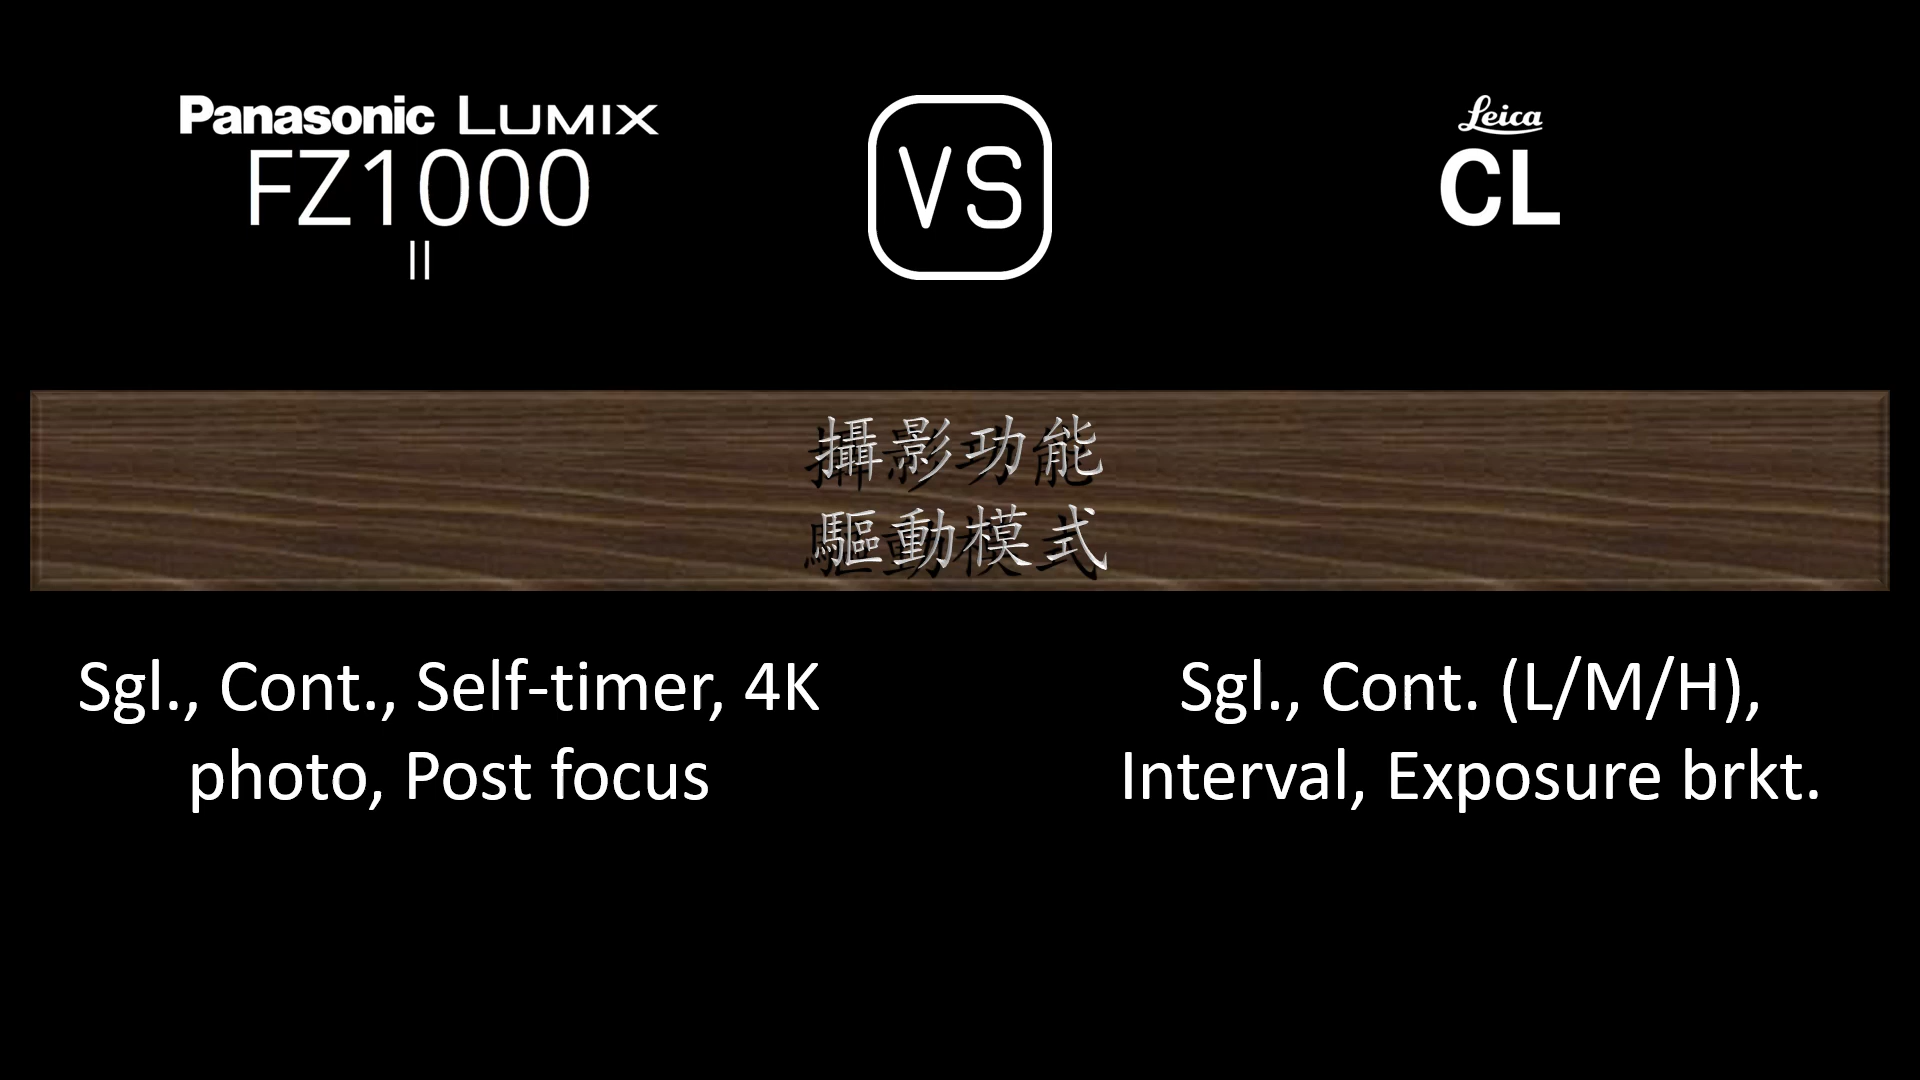 Panasonic LUMIX
FZ1000
II
VS
Leica
CL
攝影功能
驅動模式
Sgl., Cont., Self-timer, 4K
photo, Post focus
Sgl., Cont. (L/M/H),
Interval, Exposure brkt.